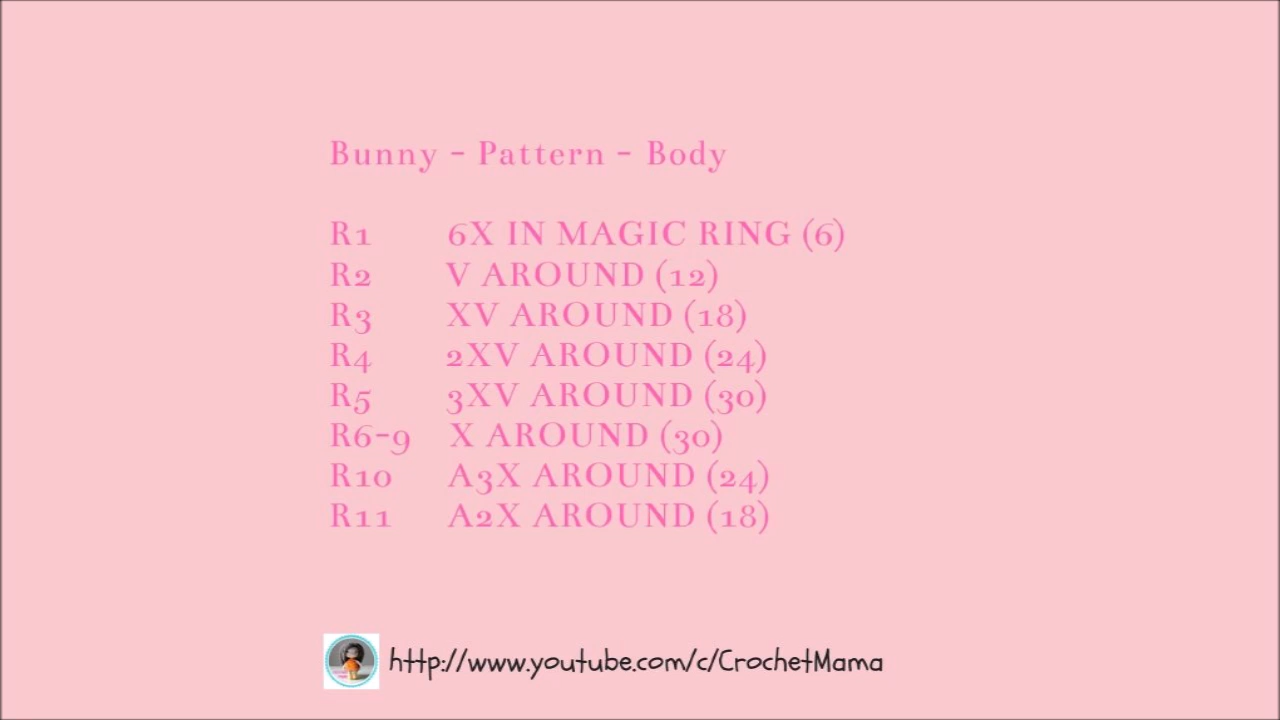 Bunny - Pattern - Body
R1 6X IN MAGIC RING (6)
R2 V AROUND (12)
R3 XV AROUND (18)
R4 2XV AROUND (24)
R5 3XV AROUND (30)
R6-9 X AROUND (30)
R10 A3X AROUND (24)
R11 A2X AROUND (18)
http://www.youtube.com/c/CrochetMama